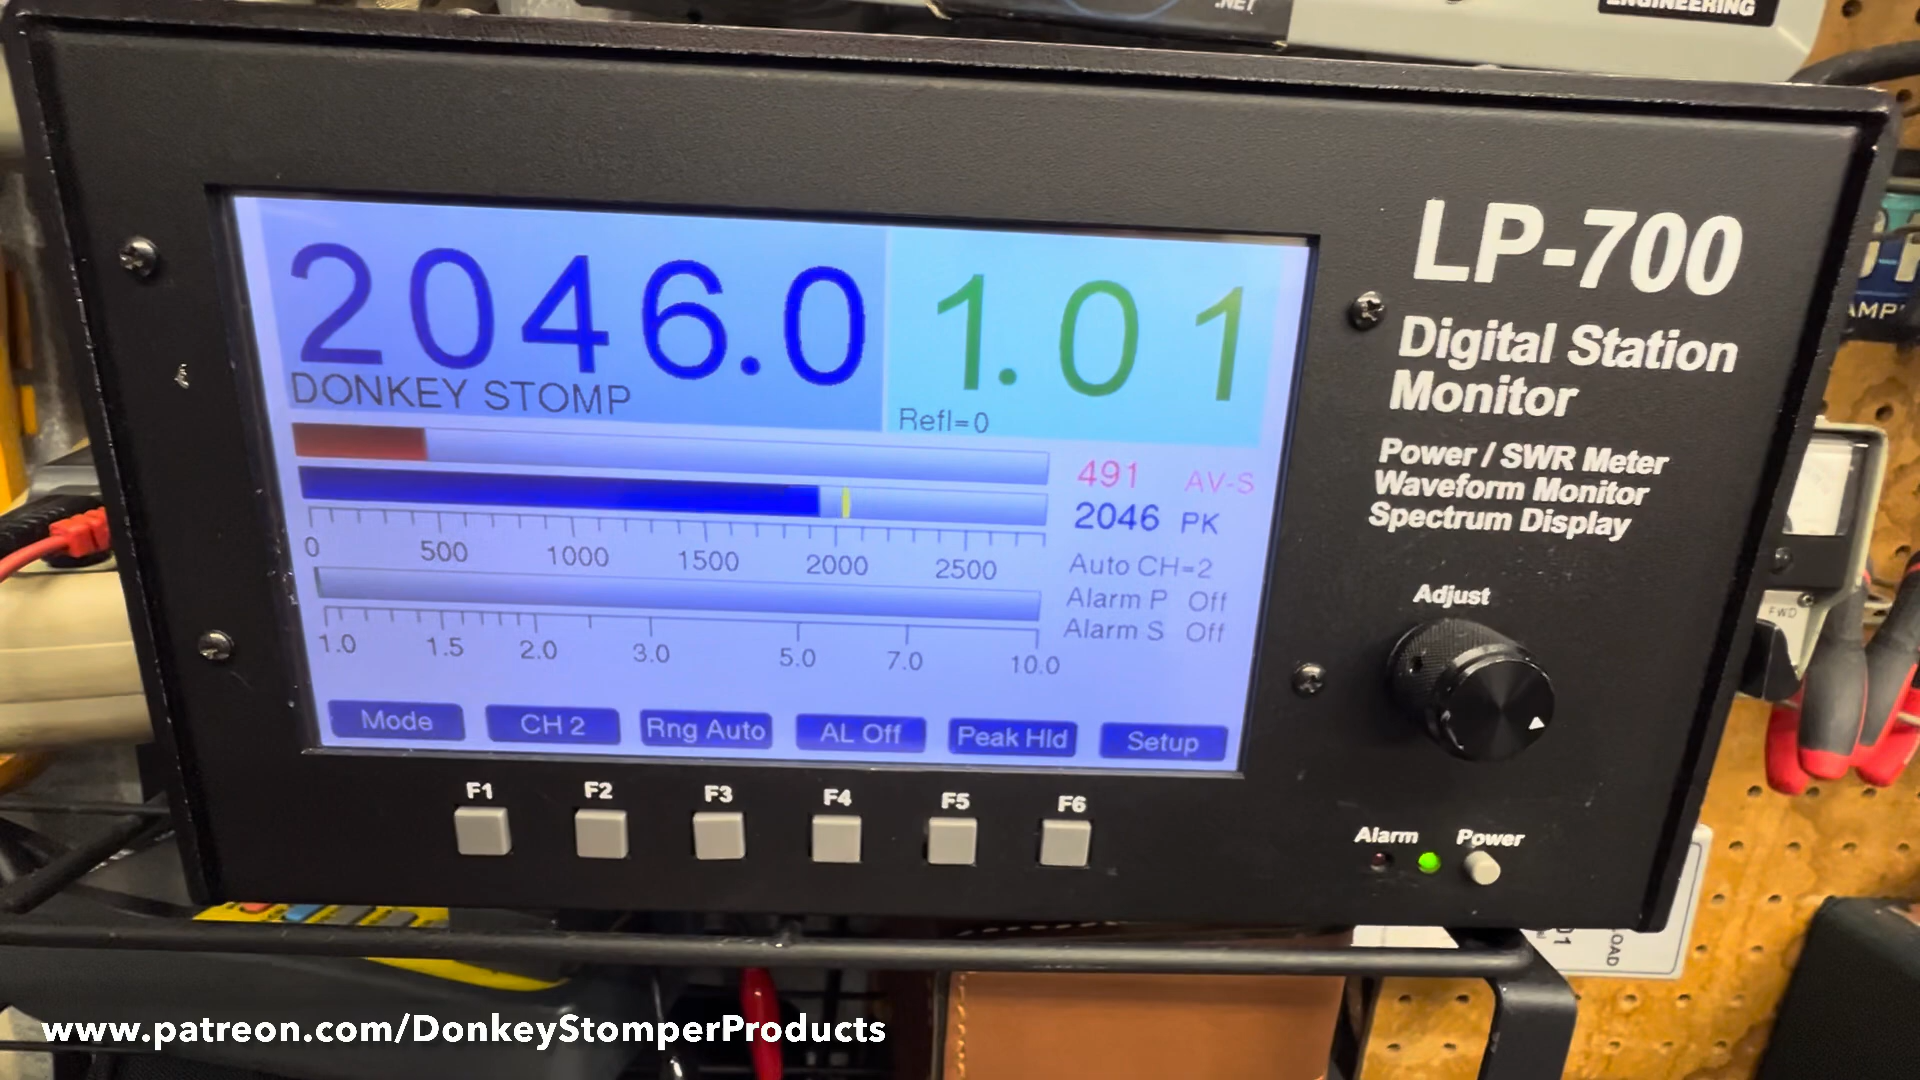 .NET
ENGINEERING
LP-700
Digital Station
Monitor
Power / SWR Meter
Waveform Monitor
Spectrum Display
2046.0
DONKEY STOMP
1.01
Refl=0
491 AV-S
2046 PK
0 500 1000 1500 2000 2500
Auto CH=2
Alarm P Off
Alarm S Off
1.0 1.5 2.0 3.0 5.0 7.0 10.0
Mode CH 2 Rng Auto AL Off Peak Hld Setup
F1 F2 F3 F4 F5 F6
Adjust
Alarm Power
FWD
www.patreon.com/DonkeyStomperProducts